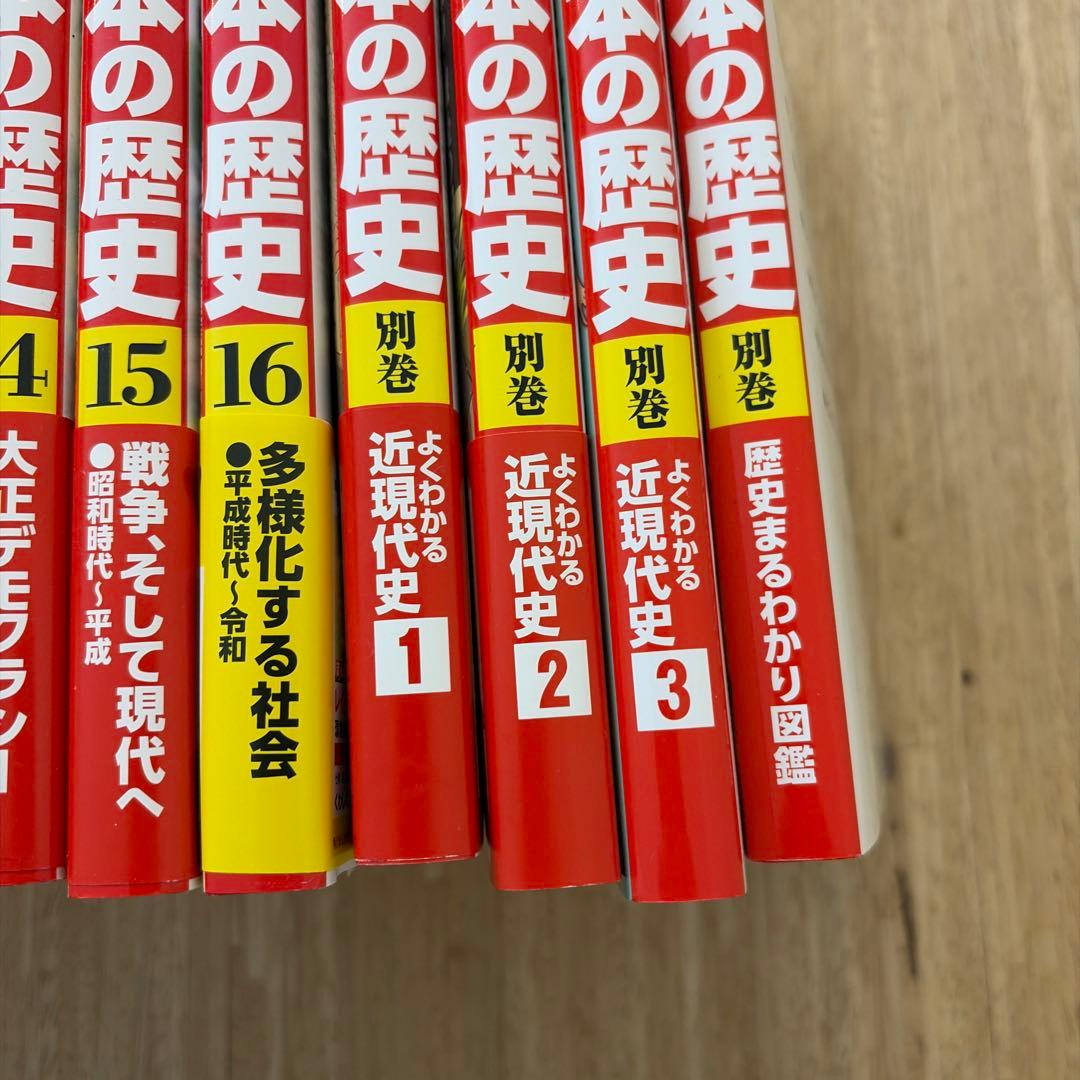 の歴史
4
大正デモクラシー
本の歴史
15
戦争、そして現代へ
●昭和時代～平成
本の歴史
16
多様化する社会
●平成時代～令和
本の歴史
別巻
よくわかる
近現代史
1
本の歴史
別巻
よくわかる
近現代史
2
本の歴史
別巻
よくわかる
近現代史
3
本の歴史
別巻
歴史まるわかり図鑑